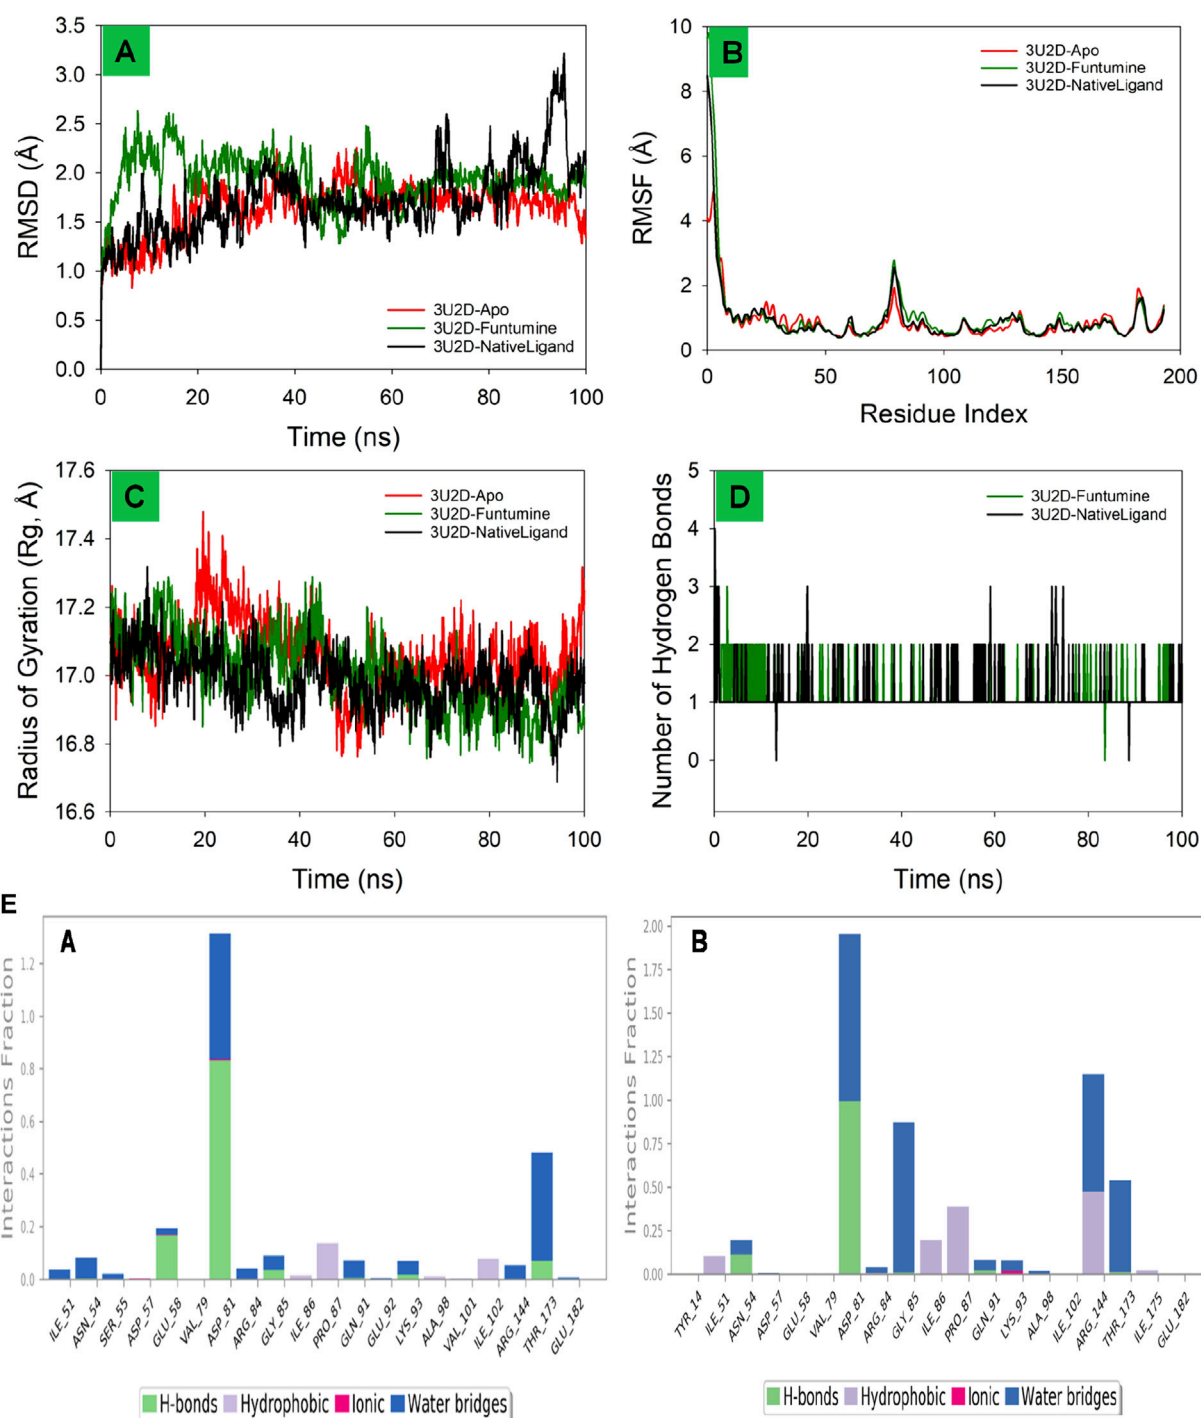 A
RMSD (Å)
3.5
3.0
2.5
2.0
1.5
1.0
0.5
0.0
3U2D-Apo
3U2D-Funtumine
3U2D-NativeLigand
0 20 40 60 80 100
Time (ns)
B
RMSF (Å)
10
8
6
4
2
0
3U2D-Apo
3U2D-Funtumine
3U2D-NativeLigand
0 50 100 150 200
Residue Index
C
Radius of Gyration (Rg, Å)
17.6
17.4
17.2
17.0
16.8
16.6
3U2D-Apo
3U2D-Funtumine
3U2D-NativeLigand
0 20 40 60 80 100
Time (ns)
D
Number of Hydrogen Bonds
5
4
3
2
1
0
3U2D-Funtumine
3U2D-NativeLigand
0 20 40 60 80 100
Time (ns)
E
A
Interactions Fraction
1.2
1.0
0.8
0.6
0.4
0.2
0.0
ILE_51
ASN_54
SER_55
ASP_57
GLU_58
VAL_79
ASP_81
ARG_84
GLY_85
ILE_86
PRO_87
GLN_91
GLU_92
LYS_93
ALA_98
VAL_101
ILE_102
ARG_144
THR_173
GLU_182
H-bonds Hydrophobic Ionic Water bridges
B
Interactions Fraction
2.00
1.75
1.50
1.25
1.00
0.75
0.50
0.25
0.00
TYR_14
ILE_51
ASN_54
ASP_57
GLU_58
VAL_79
ASP_81
ARG_84
GLY_85
ILE_86
PRO_87
GLN_91
LYS_93
ALA_98
ILE_102
ARG_144
THR_173
ILE_175
GLU_182
H-bonds Hydrophobic Ionic Water bridges